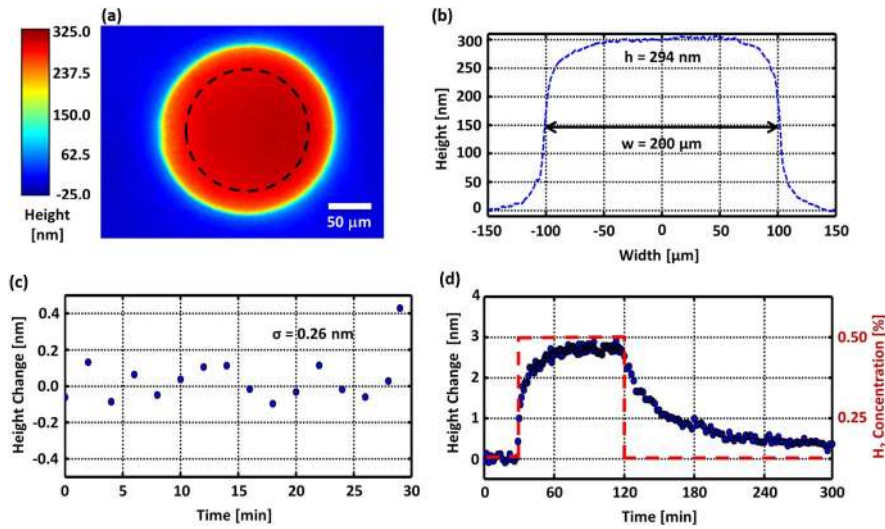 (a)
325.0
237.5
150.0
62.5
-25.0
Height
[nm]
50 μm
(b)
Height [nm]
300
250
200
150
100
50
0
h = 294 nm
w = 200 μm
-150 -100 -50 0 50 100 150
Width [μm]
(c)
Height Change [nm]
0.4
0.2
0.0
-0.2
-0.4
σ = 0.26 nm
0 5 10 15 20 25 30
Time [min]
(d)
Height Change [nm]
4
3
2
1
0
0 60 120 180 240 300
Time [min]
0.50
0.25
H₂ Concentration [%]